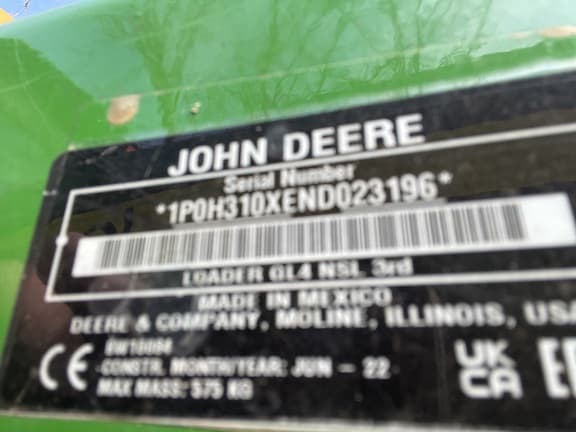 JOHN DEERE
Serial Number
*1P0H310XEND023196*
LOADER GL4 NSL 3rd
MADE IN MEXICO
DEERE & COMPANY, MOLINE, ILLINOIS, USA
CONSTR. MONTH/YEAR: JUN - 22
MAX MASS: 575 KG
CE
UK
CA